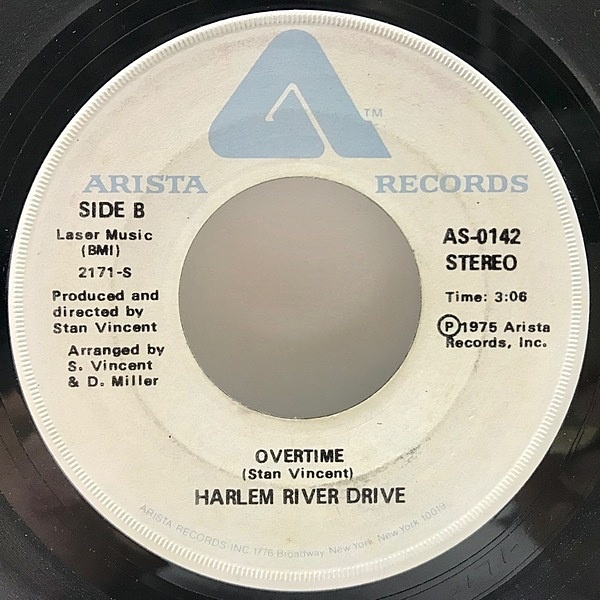 TM
ARISTA RECORDS
SIDE B
Laser Music
(BMI)
2171-S
Produced and
directed by
Stan Vincent
Arranged by
S. Vincent
& D. Miller
AS-0142
STEREO
Time: 3:06
Ⓟ1975 Arista
Records, Inc.
OVERTIME
(Stan Vincent)
HARLEM RIVER DRIVE
ARISTA RECORDS INC 1776 Broadway New York New York 10019